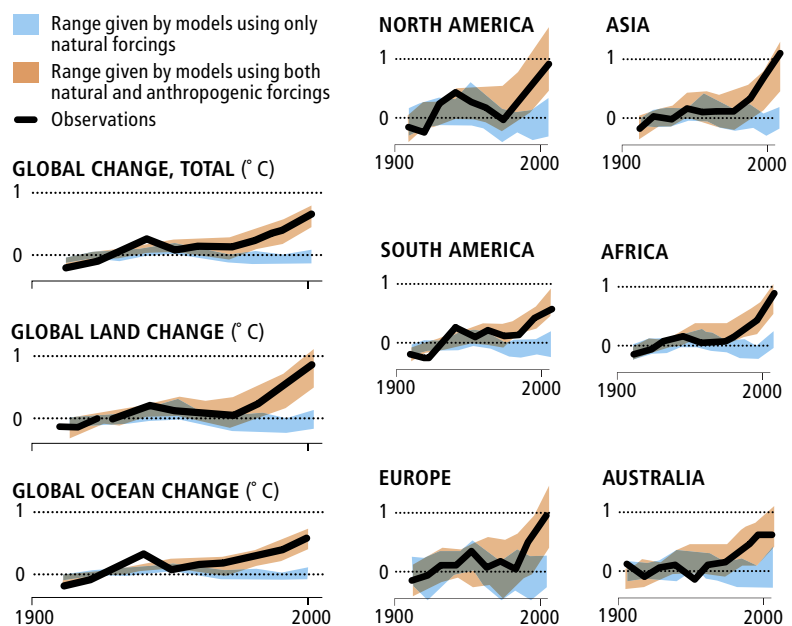 Range given by models using only
natural forcings
Range given by models using both
natural and anthropogenic forcings
Observations
GLOBAL CHANGE, TOTAL (˚ C)
1
0
GLOBAL LAND CHANGE (˚ C)
1
0
GLOBAL OCEAN CHANGE (˚ C)
1
0
1900 2000
NORTH AMERICA
1
0
1900 2000
ASIA
1
0
1900 2000
SOUTH AMERICA
1
0
1900 2000
AFRICA
1
0
1900 2000
EUROPE
1
0
1900 2000
AUSTRALIA
1
0
1900 2000